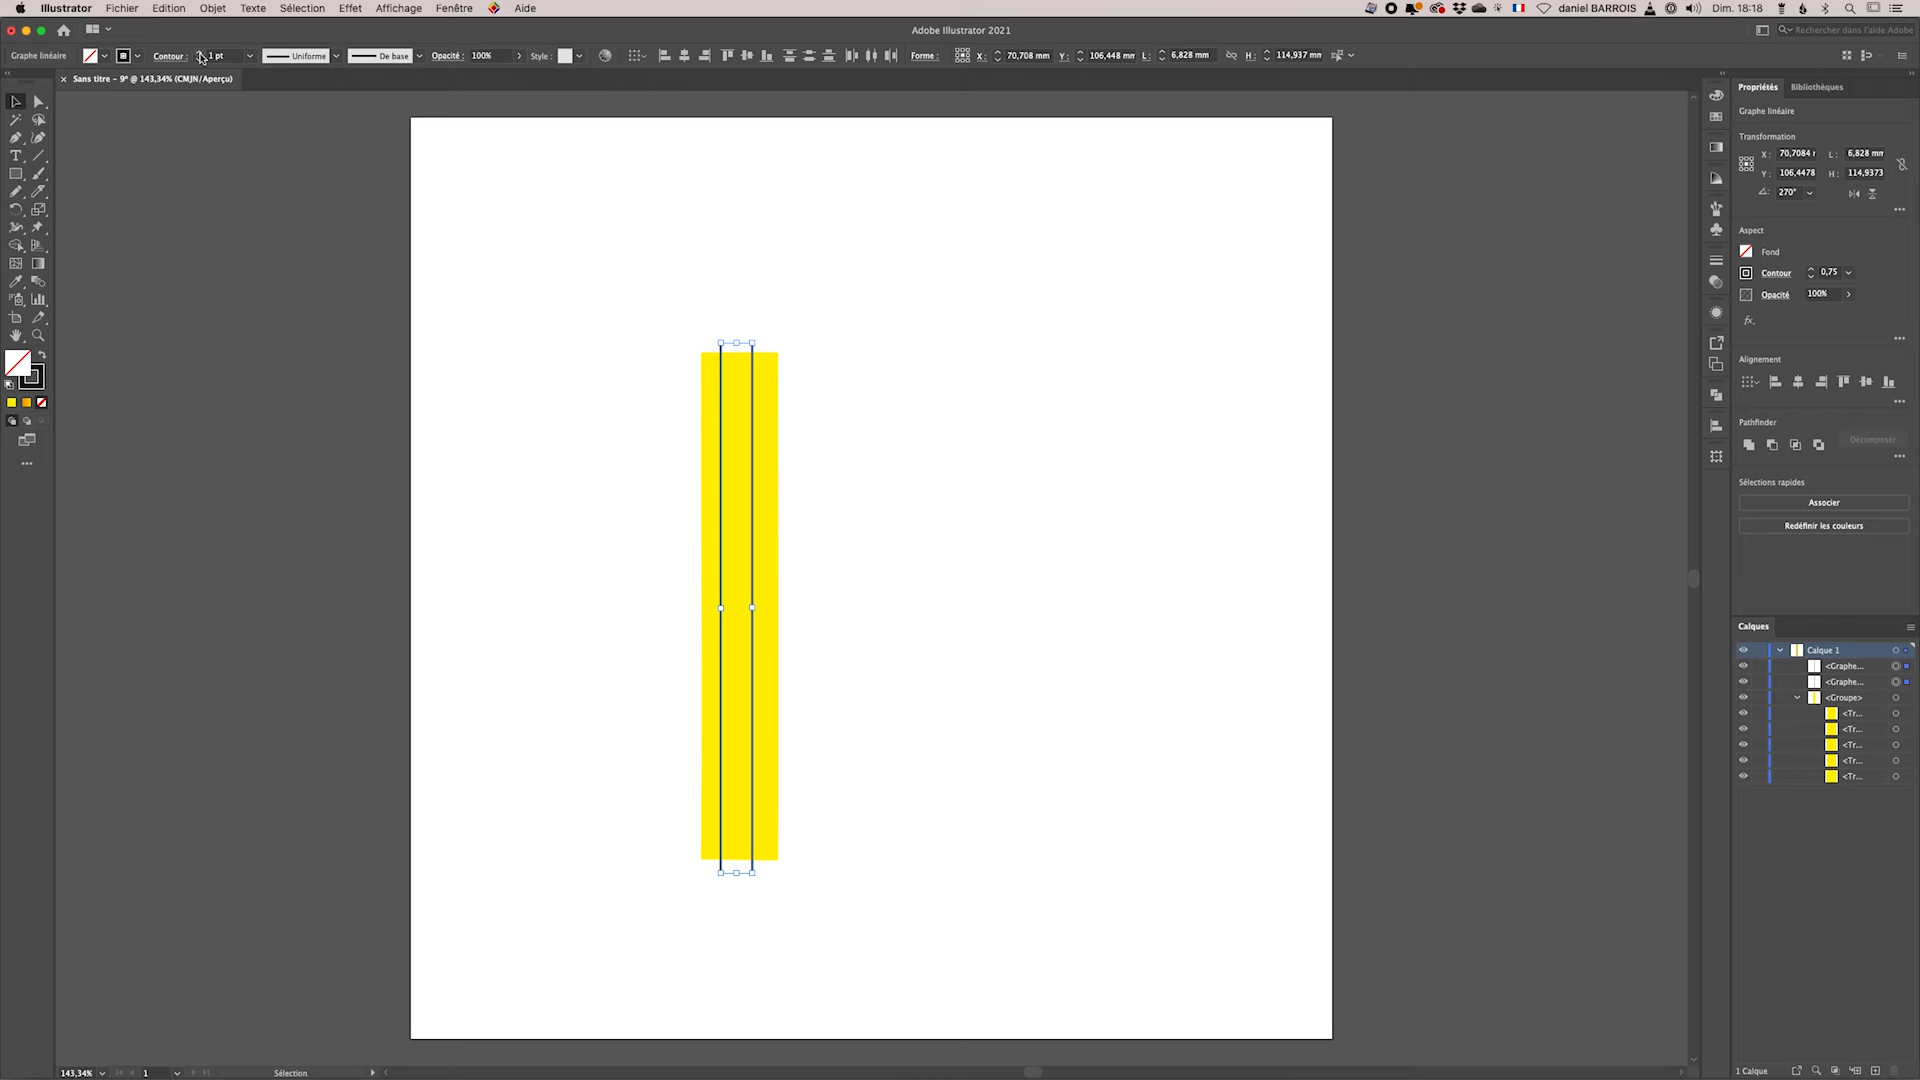 Illustrator Fichier Edition Objet Texte Sélection Effet Affichage Fenêtre Aide daniel BARROIS Dim. 18:18
Adobe Illustrator 2021
Rechercher dans l'aide Adobe
Graphe linéaire Contour : 1 pt Uniforme De base Opacité : 100% Style : Forme : X : 70,708 mm Y : 106,448 mm L : 6,828 mm H : 114,937 mm
× Sans titre – 9* @ 143,34% (CMJN/Aperçu)
Propriétés Bibliothèques
Graphe linéaire
Transformation
X : 70,7084 L : 6,828 mm
Y : 106,4478 H : 114,9373
270°
Aspect
Fond
Contour 0,75
Opacité 100%
fx.
Alignement
Pathfinder
Décomposer
Sélections rapides
Associer
Redéfinir les couleurs
Calques
Calque 1
<Graphe...
<Graphe...
<Groupe>
<Tr...
<Tr...
<Tr...
<Tr...
<Tr...
143,34% 1 Sélection
1 Calque